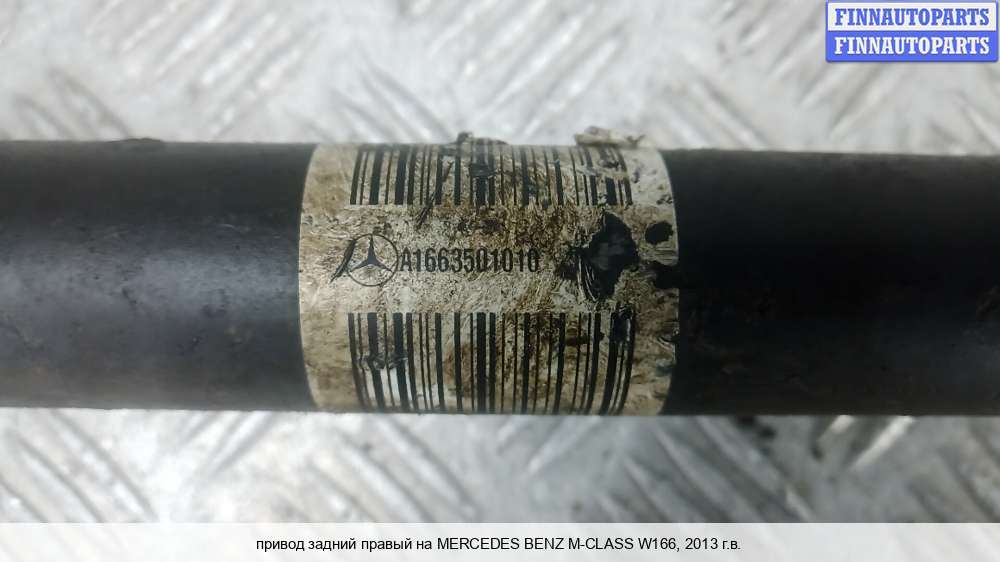 FINNAUTOPARTS
FINNAUTOPARTS
A1663501010
привод задний правый на MERCEDES BENZ M-CLASS W166, 2013 г.в.